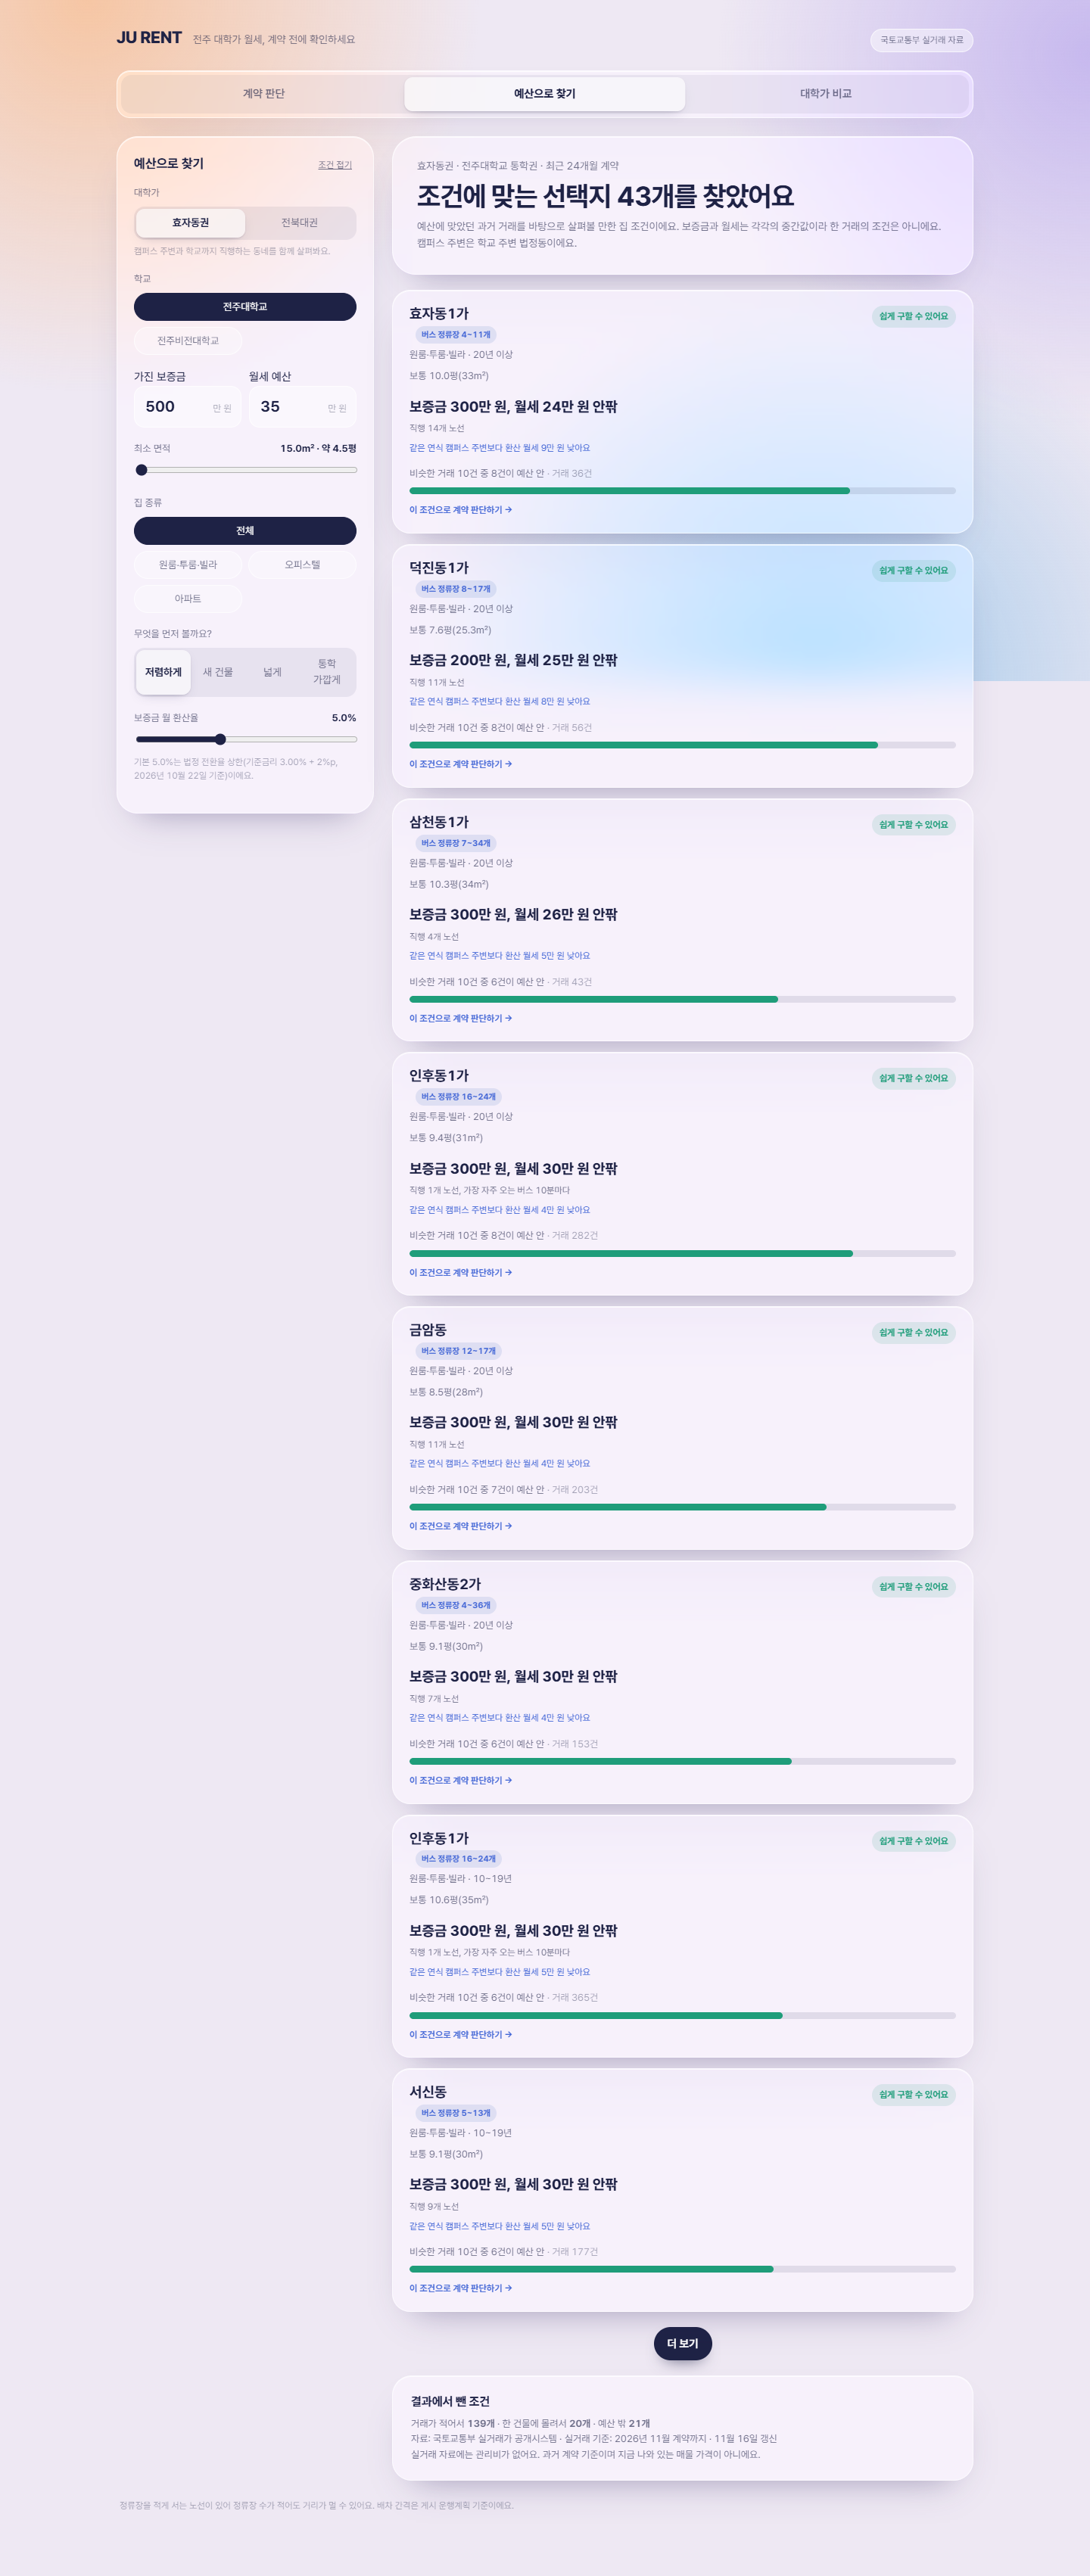 JU RENT 전주 대학가 월세, 계약 전에 확인하세요
국토교통부 실거래 자료
계약 판단
예산으로 찾기
대학가 비교
예산으로 찾기
조건 접기
대학가
효자동권
전북대권
캠퍼스 주변과 학교까지 직행하는 동네를 함께 살펴봐요.
학교
전주대학교
전주비전대학교
가진 보증금
월세 예산
500 만 원
35 만 원
최소 면적
15.0m² · 약 4.5평
집 종류
전체
원룸·투룸·빌라
오피스텔
아파트
무엇을 먼저 볼까요?
저렴하게
새 건물
넓게
통학
가깝게
보증금 월 환산율
5.0%
기본 5.0%는 법정 전환율 상한(기준금리 3.00% + 2%p,
2026년 10월 22일 기준)이에요.
효자동권 · 전주대학교 통학권 · 최근 24개월 계약
조건에 맞는 선택지 43개를 찾았어요
예산에 맞았던 과거 거래를 바탕으로 살펴볼 만한 집 조건이에요. 보증금과 월세는 각각의 중간값이라 한 거래의 조건은 아니에요.
캠퍼스 주변은 학교 주변 법정동이에요.
효자동1가
쉽게 구할 수 있어요
버스 정류장 4~11개
원룸·투룸·빌라 · 20년 이상
보통 10.0평(33m²)
보증금 300만 원, 월세 24만 원 안팎
직행 14개 노선
같은 연식 캠퍼스 주변보다 환산 월세 9만 원 낮아요
비슷한 거래 10건 중 8건이 예산 안 · 거래 36건
이 조건으로 계약 판단하기 →
덕진동1가
쉽게 구할 수 있어요
버스 정류장 8~17개
원룸·투룸·빌라 · 20년 이상
보통 7.6평(25.3m²)
보증금 200만 원, 월세 25만 원 안팎
직행 11개 노선
같은 연식 캠퍼스 주변보다 환산 월세 8만 원 낮아요
비슷한 거래 10건 중 8건이 예산 안 · 거래 56건
이 조건으로 계약 판단하기 →
삼천동1가
쉽게 구할 수 있어요
버스 정류장 7~34개
원룸·투룸·빌라 · 20년 이상
보통 10.3평(34m²)
보증금 300만 원, 월세 26만 원 안팎
직행 4개 노선
같은 연식 캠퍼스 주변보다 환산 월세 5만 원 낮아요
비슷한 거래 10건 중 6건이 예산 안 · 거래 43건
이 조건으로 계약 판단하기 →
인후동1가
쉽게 구할 수 있어요
버스 정류장 16~24개
원룸·투룸·빌라 · 20년 이상
보통 9.4평(31m²)
보증금 300만 원, 월세 30만 원 안팎
직행 1개 노선, 가장 자주 오는 버스 10분마다
같은 연식 캠퍼스 주변보다 환산 월세 4만 원 낮아요
비슷한 거래 10건 중 8건이 예산 안 · 거래 282건
이 조건으로 계약 판단하기 →
금암동
쉽게 구할 수 있어요
버스 정류장 12~17개
원룸·투룸·빌라 · 20년 이상
보통 8.5평(28m²)
보증금 300만 원, 월세 30만 원 안팎
직행 11개 노선
같은 연식 캠퍼스 주변보다 환산 월세 4만 원 낮아요
비슷한 거래 10건 중 7건이 예산 안 · 거래 203건
이 조건으로 계약 판단하기 →
중화산동2가
쉽게 구할 수 있어요
버스 정류장 4~36개
원룸·투룸·빌라 · 20년 이상
보통 9.1평(30m²)
보증금 300만 원, 월세 30만 원 안팎
직행 7개 노선
같은 연식 캠퍼스 주변보다 환산 월세 4만 원 낮아요
비슷한 거래 10건 중 6건이 예산 안 · 거래 153건
이 조건으로 계약 판단하기 →
인후동1가
쉽게 구할 수 있어요
버스 정류장 16~24개
원룸·투룸·빌라 · 10~19년
보통 10.6평(35m²)
보증금 300만 원, 월세 30만 원 안팎
직행 1개 노선, 가장 자주 오는 버스 10분마다
같은 연식 캠퍼스 주변보다 환산 월세 5만 원 낮아요
비슷한 거래 10건 중 6건이 예산 안 · 거래 365건
이 조건으로 계약 판단하기 →
서신동
쉽게 구할 수 있어요
버스 정류장 5~13개
원룸·투룸·빌라 · 10~19년
보통 9.1평(30m²)
보증금 300만 원, 월세 30만 원 안팎
직행 9개 노선
같은 연식 캠퍼스 주변보다 환산 월세 5만 원 낮아요
비슷한 거래 10건 중 6건이 예산 안 · 거래 177건
이 조건으로 계약 판단하기 →
더 보기
결과에서 뺀 조건
거래가 적어서 139개 · 한 건물에 몰려서 20개 · 예산 밖 21개
자료: 국토교통부 실거래가 공개시스템 · 실거래 기준: 2026년 11월 계약까지 · 11월 16일 갱신
실거래 자료에는 관리비가 없어요. 과거 계약 기준이며 지금 나와 있는 매물 가격이 아니에요.
정류장을 적게 서는 노선이 있어 정류장 수가 적어도 거리가 멀 수 있어요. 배차 간격은 게시 운행계획 기준이에요.